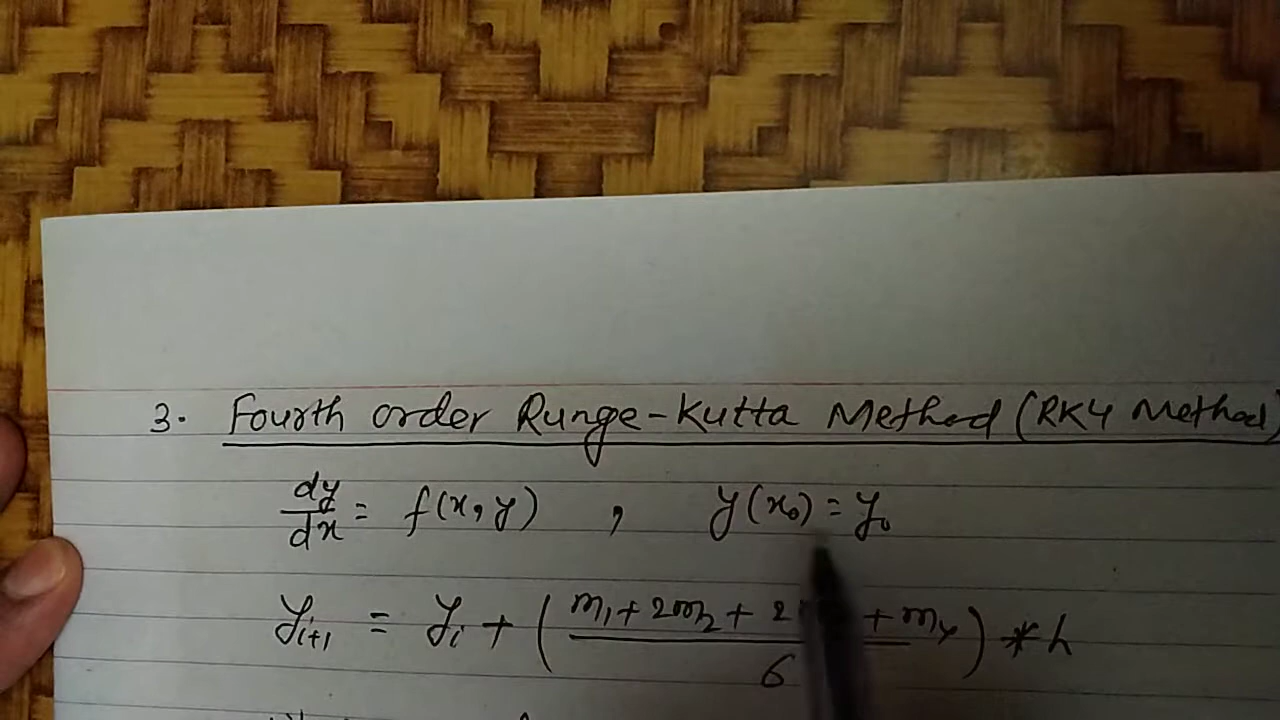 3. Fourth order Runge-Kutta Method (RK4 Method)
dy/dx = f(x,y) , y(x₀) = y₀
yᵢ₊₁ = yᵢ + ( m₁ + 2m₂ + 2 + m₄ / 6 ) * h